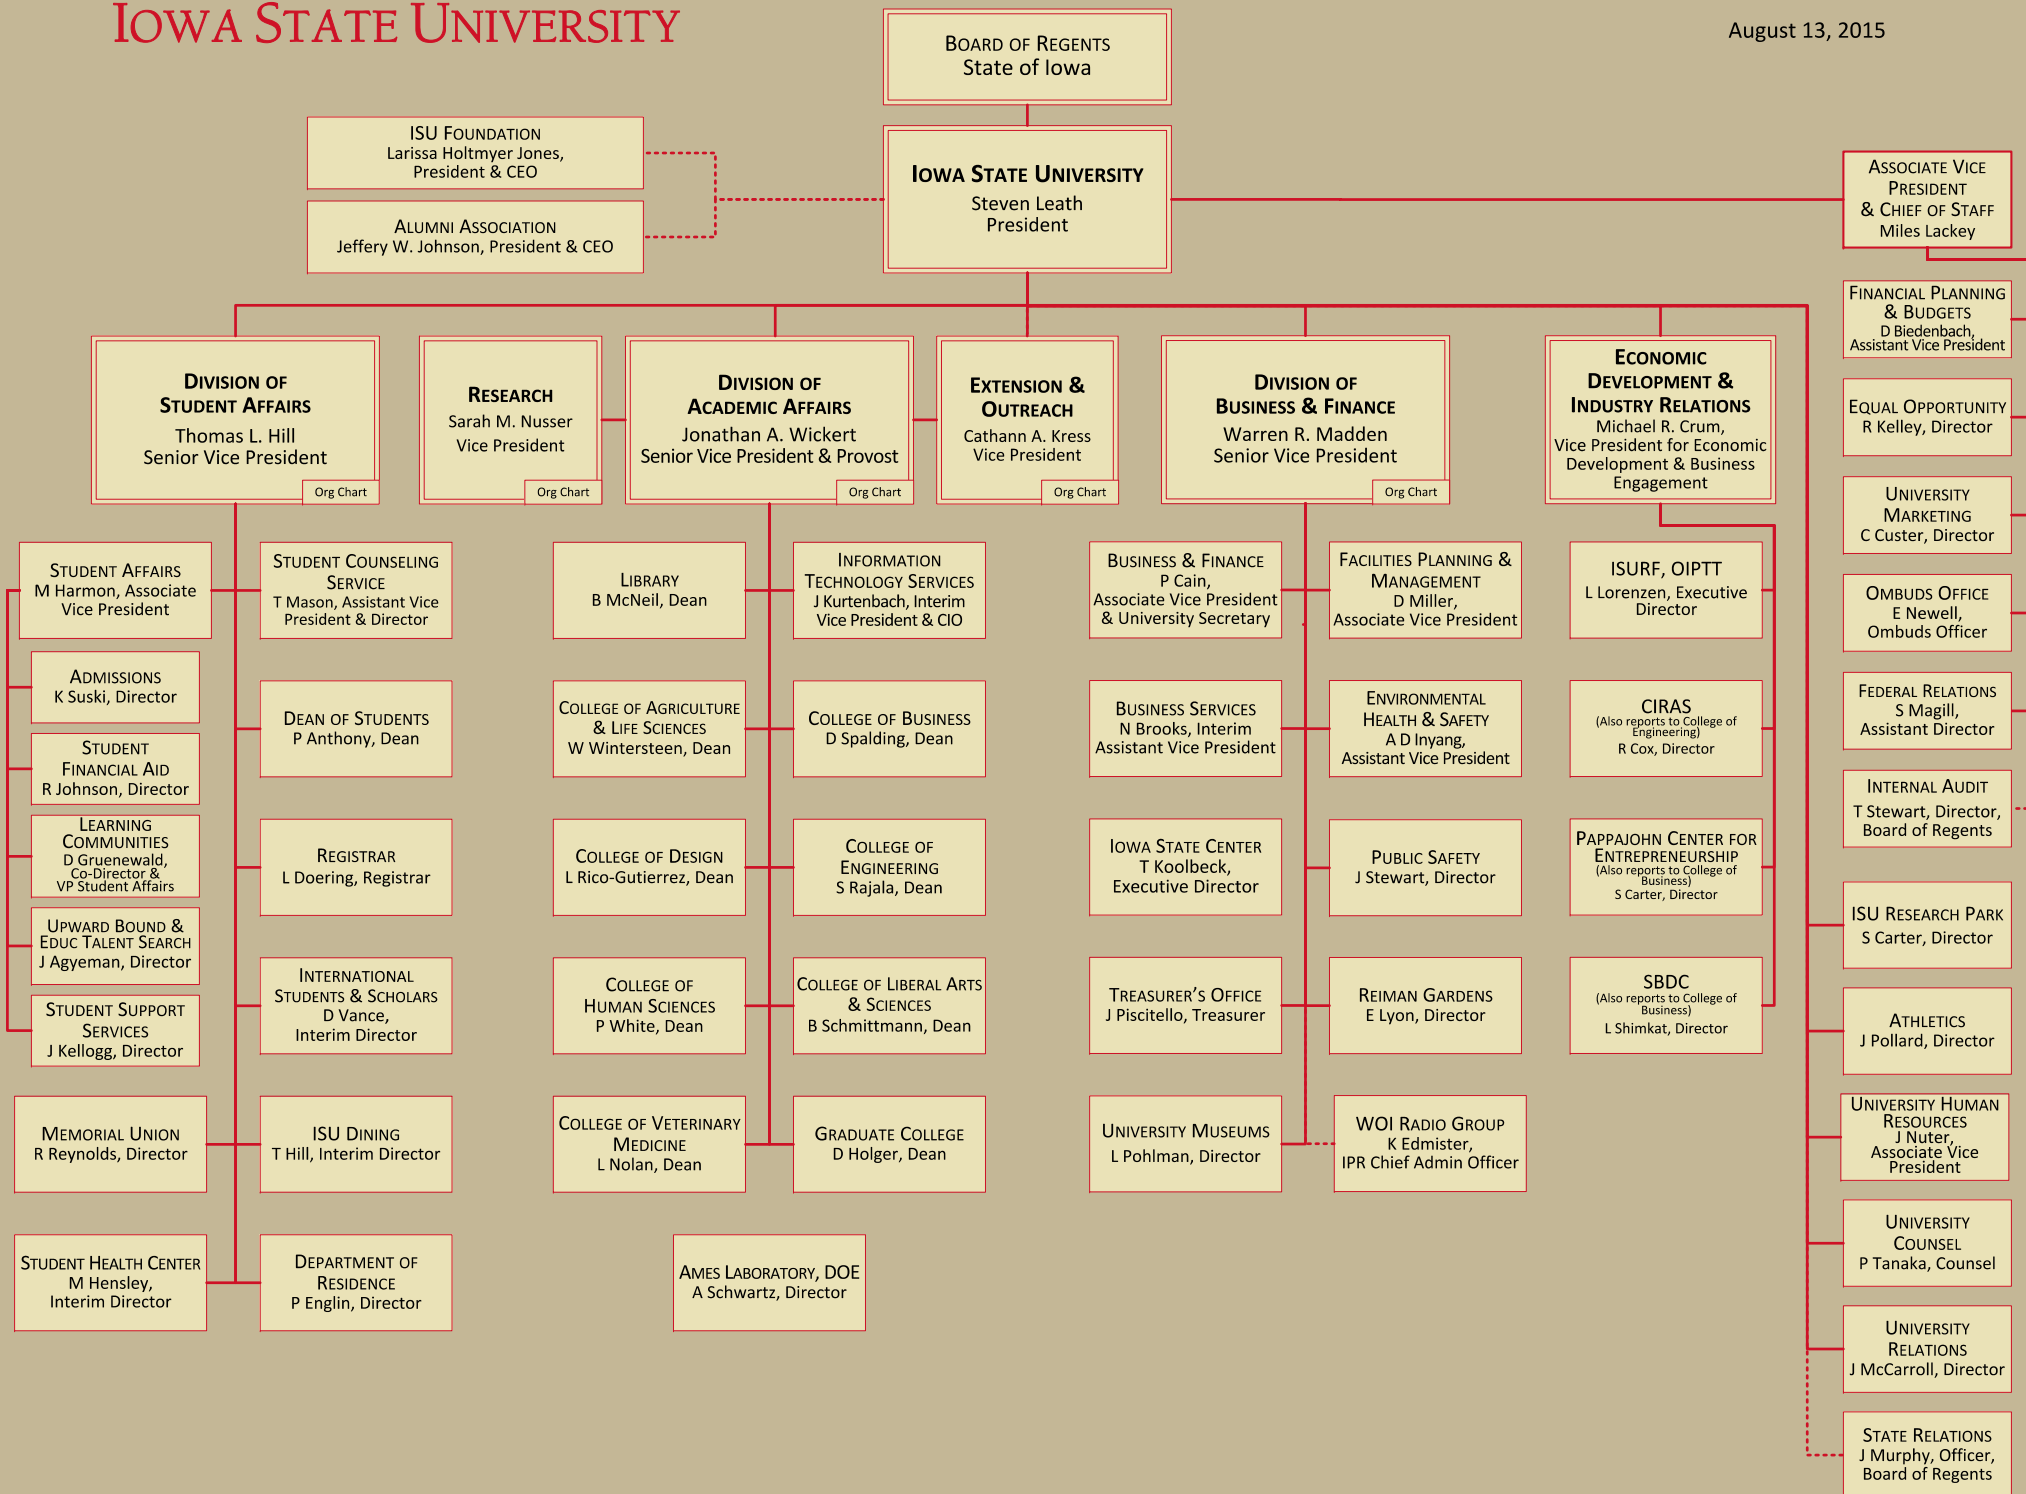 IOWA STATE UNIVERSITY
August 13, 2015
BOARD OF REGENTS
State of Iowa
ISU FOUNDATION
Larissa Holtmyer Jones,
President & CEO
ALUMNI ASSOCIATION
Jeffery W. Johnson, President & CEO
IOWA STATE UNIVERSITY
Steven Leath
President
ASSOCIATE VICE
PRESIDENT
& CHIEF OF STAFF
Miles Lackey
DIVISION OF
STUDENT AFFAIRS
Thomas L. Hill
Senior Vice President
Org Chart
RESEARCH
Sarah M. Nusser
Vice President
Org Chart
DIVISION OF
ACADEMIC AFFAIRS
Jonathan A. Wickert
Senior Vice President & Provost
Org Chart
EXTENSION &
OUTREACH
Cathann A. Kress
Vice President
Org Chart
DIVISION OF
BUSINESS & FINANCE
Warren R. Madden
Senior Vice President
Org Chart
ECONOMIC
DEVELOPMENT &
INDUSTRY RELATIONS
Michael R. Crum,
Vice President for Economic
Development & Business
Engagement
STUDENT AFFAIRS
M Harmon, Associate
Vice President
ADMISSIONS
K Suski, Director
STUDENT
FINANCIAL AID
R Johnson, Director
LEARNING
COMMUNITIES
D Gruenewald,
Co-Director &
VP Student Affairs
UPWARD BOUND &
EDUC TALENT SEARCH
J Agyeman, Director
STUDENT SUPPORT
SERVICES
J Kellogg, Director
MEMORIAL UNION
R Reynolds, Director
STUDENT HEALTH CENTER
M Hensley,
Interim Director
STUDENT COUNSELING
SERVICE
T Mason, Assistant Vice
President & Director
DEAN OF STUDENTS
P Anthony, Dean
REGISTRAR
L Doering, Registrar
INTERNATIONAL
STUDENTS & SCHOLARS
D Vance,
Interim Director
ISU DINING
T Hill, Interim Director
DEPARTMENT OF
RESIDENCE
P Englin, Director
LIBRARY
B McNeil, Dean
COLLEGE OF AGRICULTURE
& LIFE SCIENCES
W Wintersteen, Dean
COLLEGE OF DESIGN
L Rico-Gutierrez, Dean
COLLEGE OF
HUMAN SCIENCES
P White, Dean
COLLEGE OF VETERINARY
MEDICINE
L Nolan, Dean
INFORMATION
TECHNOLOGY SERVICES
J Kurtenbach, Interim
Vice President & CIO
COLLEGE OF BUSINESS
D Spalding, Dean
COLLEGE OF
ENGINEERING
S Rajala, Dean
COLLEGE OF LIBERAL ARTS
& SCIENCES
B Schmittmann, Dean
GRADUATE COLLEGE
D Holger, Dean
AMES LABORATORY, DOE
A Schwartz, Director
BUSINESS & FINANCE
P Cain,
Associate Vice President
& University Secretary
BUSINESS SERVICES
N Brooks, Interim
Assistant Vice President
IOWA STATE CENTER
T Koolbeck,
Executive Director
TREASURER'S OFFICE
J Piscitello, Treasurer
UNIVERSITY MUSEUMS
L Pohlman, Director
FACILITIES PLANNING &
MANAGEMENT
D Miller,
Associate Vice President
ENVIRONMENTAL
HEALTH & SAFETY
A D Inyang,
Assistant Vice President
PUBLIC SAFETY
J Stewart, Director
REIMAN GARDENS
E Lyon, Director
WOI RADIO GROUP
K Edmister,
IPR Chief Admin Officer
ISURF, OIPTT
L Lorenzen, Executive
Director
CIRAS
(Also reports to College of
Engineering)
R Cox, Director
PAPPAJOHN CENTER FOR
ENTREPRENEURSHIP
(Also reports to College of
Business)
S Carter, Director
SBDC
(Also reports to College of
Business)
L Shimkat, Director
FINANCIAL PLANNING
& BUDGETS
D Biedenbach,
Assistant Vice President
EQUAL OPPORTUNITY
R Kelley, Director
UNIVERSITY
MARKETING
C Custer, Director
OMBUDS OFFICE
E Newell,
Ombuds Officer
FEDERAL RELATIONS
S Magill,
Assistant Director
INTERNAL AUDIT
T Stewart, Director,
Board of Regents
ISU RESEARCH PARK
S Carter, Director
ATHLETICS
J Pollard, Director
UNIVERSITY HUMAN
RESOURCES
J Nuter,
Associate Vice
President
UNIVERSITY
COUNSEL
P Tanaka, Counsel
UNIVERSITY
RELATIONS
J McCarroll, Director
STATE RELATIONS
J Murphy, Officer,
Board of Regents